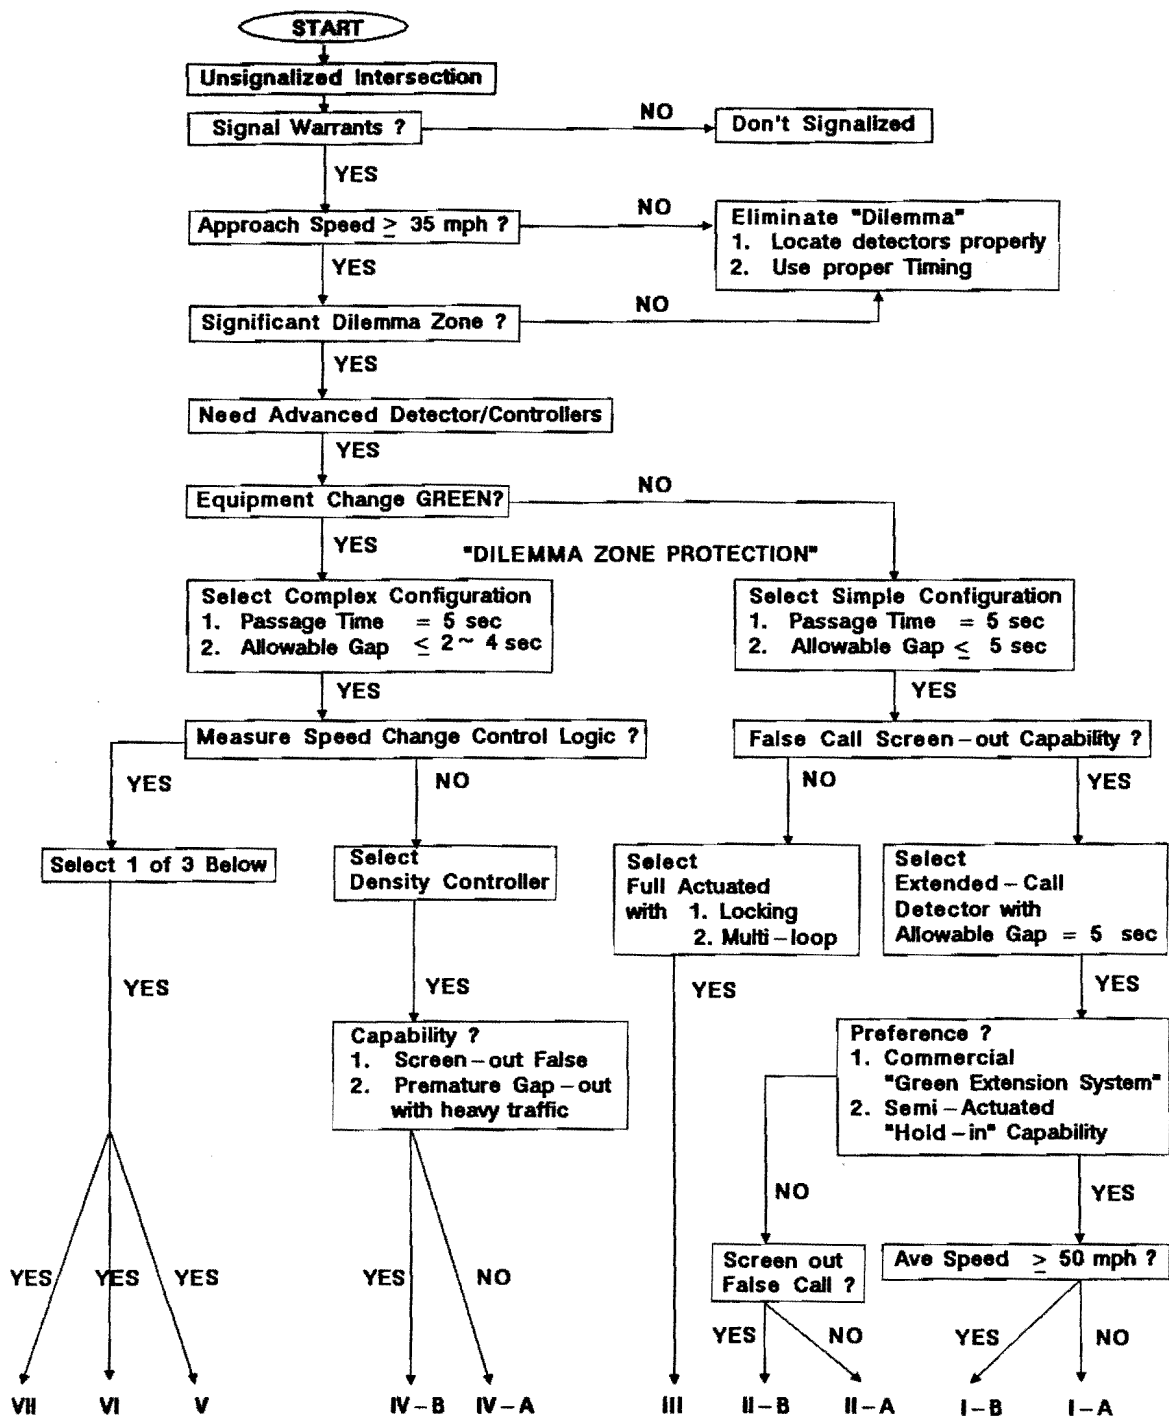 START
Unsignalized Intersection
Signal Warrants ?
NO
Don't Signalized
YES
Approach Speed ≥ 35 mph ?
NO
Eliminate "Dilemma"
1. Locate detectors properly
2. Use proper Timing
YES
Significant Dilemma Zone ?
NO
YES
Need Advanced Detector/Controllers
YES
Equipment Change GREEN?
NO
YES
"DILEMMA ZONE PROTECTION"
Select Complex Configuration
1. Passage Time = 5 sec
2. Allowable Gap ≤ 2 ~ 4 sec
Select Simple Configuration
1. Passage Time = 5 sec
2. Allowable Gap ≤ 5 sec
YES
YES
Measure Speed Change Control Logic ?
False Call Screen-out Capability ?
YES
NO
NO
YES
Select 1 of 3 Below
Select
Density Controller
Select
Full Actuated
with 1. Locking
2. Multi-loop
Select
Extended-Call
Detector with
Allowable Gap = 5 sec
YES
YES
YES
YES
Capability ?
1. Screen-out False
2. Premature Gap-out
with heavy traffic
Preference ?
1. Commercial
"Green Extension System"
2. Semi-Actuated
"Hold-in" Capability
NO
YES
Screen out
False Call ?
Ave Speed ≥ 50 mph ?
YES
YES
YES
YES
NO
YES
NO
YES
NO
VII
VI
V
IV-B
IV-A
III
II-B
II-A
I-B
I-A